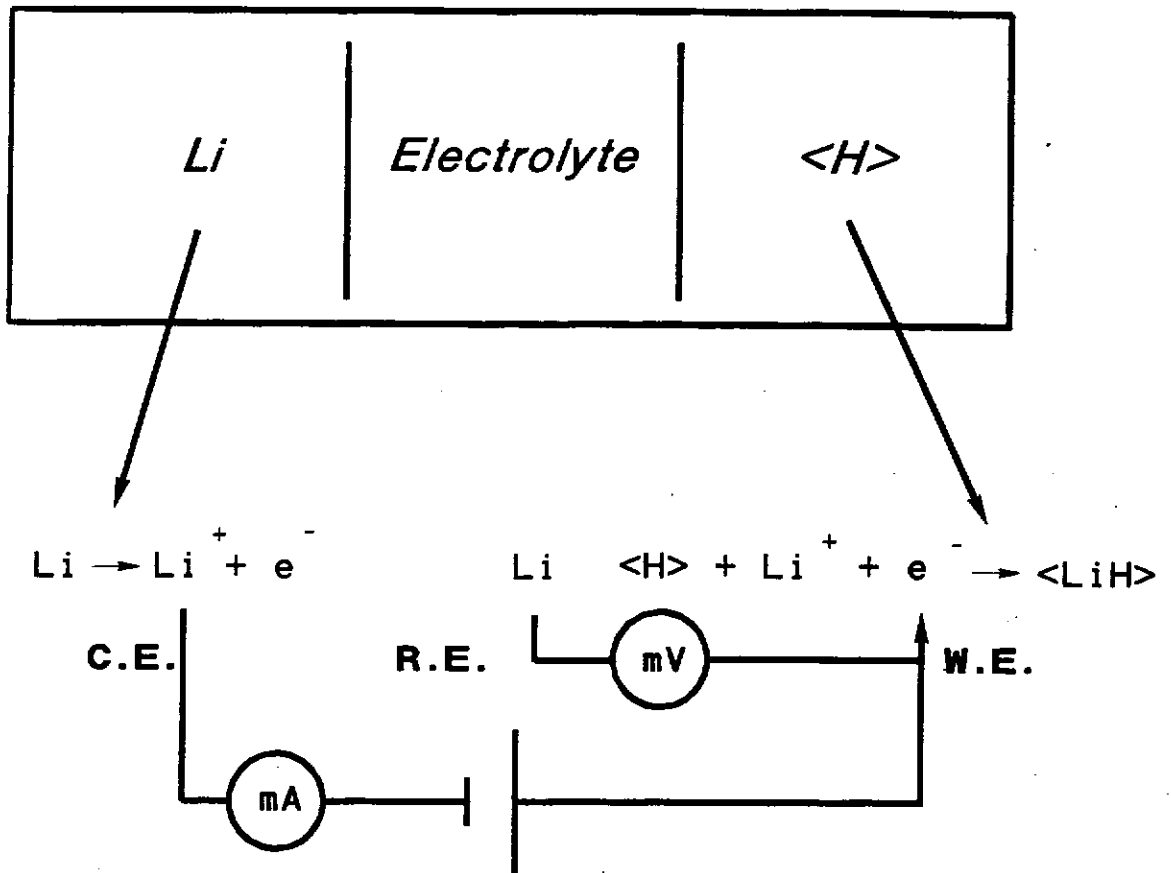 Li Electrolyte <H>
Li → Li⁺ + e⁻
Li <H> + Li⁺ + e⁻ → <LiH>
C.E. R.E. mV W.E.
mA